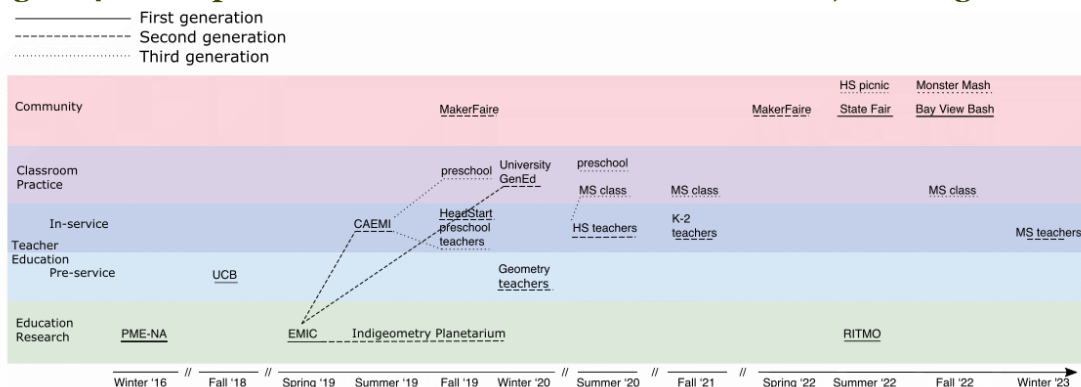 First generation
Second generation
Third generation
Community
MakerFaire
MakerFaire
HS picnic
State Fair
Monster Mash
Bay View Bash
Classroom
Practice
preschool
University
GenEd
preschool
MS class
MS class
MS class
Teacher
Education
In-service
CAEMI
HeadStart
preschool
teachers
HS teachers
K-2
teachers
MS teachers
Pre-service
UCB
Geometry
teachers
Education
Research
PME-NA
EMIC
Indigeometry Planetarium
RITMO
Winter '16 // Fall '18 // Spring '19 Summer '19 Fall '19 Winter '20 // Summer '20 // Fall '21 // Spring '22 Summer '22 Fall '22 Winter '23